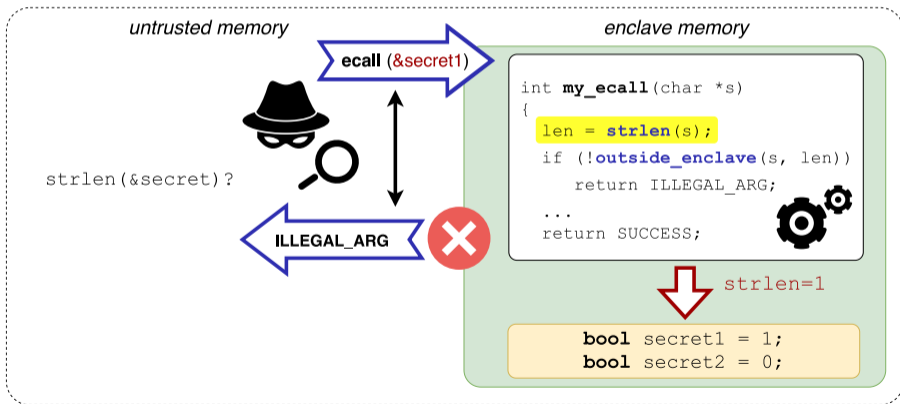 untrusted memory
enclave memory
ecall (&secret1)
int my_ecall(char *s)
{
len = strlen(s);
if (!outside_enclave(s, len))
return ILLEGAL_ARG;
...
return SUCCESS;
strlen(&secret)?
ILLEGAL_ARG
strlen=1
bool secret1 = 1;
bool secret2 = 0;